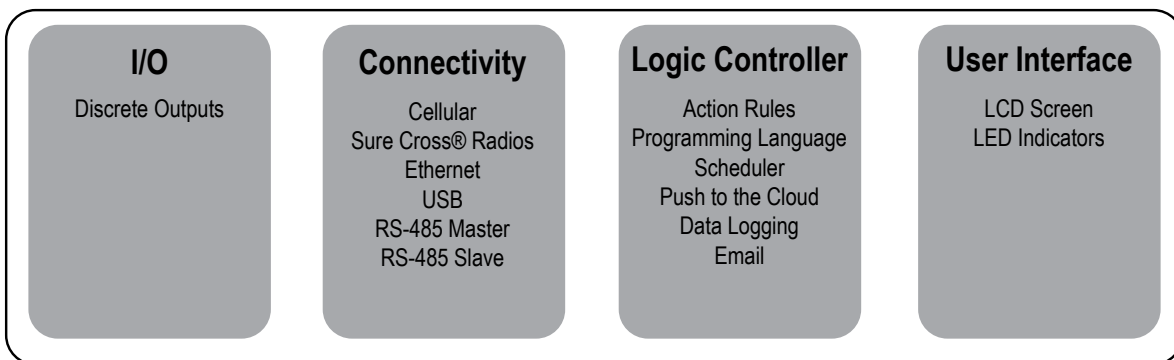 I/O
Discrete Outputs
Connectivity
Cellular
Sure Cross® Radios
Ethernet
USB
RS-485 Master
RS-485 Slave
Logic Controller
Action Rules
Programming Language
Scheduler
Push to the Cloud
Data Logging
Email
User Interface
LCD Screen
LED Indicators